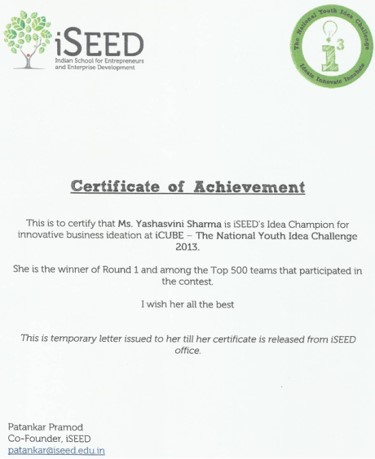 iSEED
Indian School for Entrepreneurs
and Enterprise Development
The National Youth Idea Challenge
i3
Certificate of Achievement
This is to certify that Ms. Yashasvini Sharma is iSEED's Idea Champion for
innovative business ideation at iCUBE – The National Youth Idea Challenge
2013.
She is the winner of Round 1 and among the Top 500 teams that participated in
the contest.
I wish her all the best
This is temporary letter issued to her till her certificate is released from iSEED
office.
Patankar Pramod
Co-Founder, iSEED
patankar@iseed.edu.in